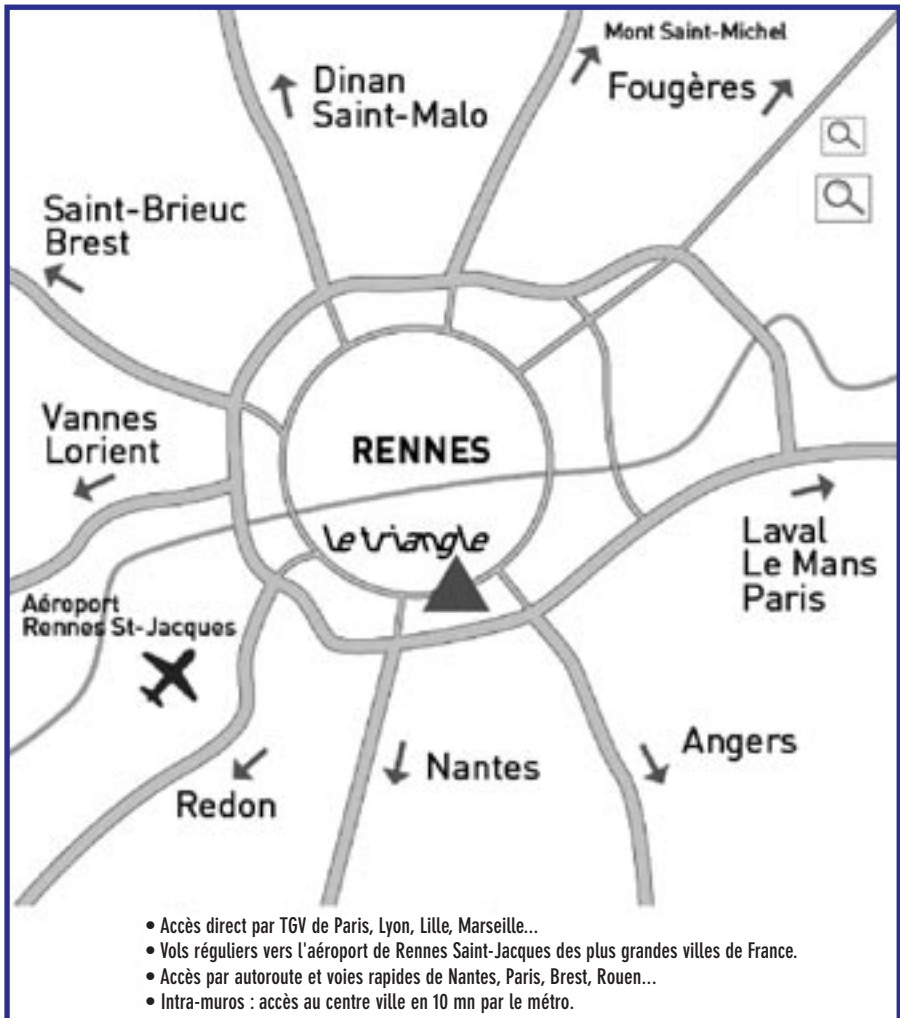 Mont Saint-Michel
Dinan
Saint-Malo
Fougères
Saint-Brieuc
Brest
Vannes
Lorient
RENNES
le triangle
Laval
Le Mans
Paris
Aéroport
Rennes St-Jacques
Angers
Nantes
Redon
• Accès direct par TGV de Paris, Lyon, Lille, Marseille...
• Vols réguliers vers l'aéroport de Rennes Saint-Jacques des plus grandes villes de France.
• Accès par autoroute et voies rapides de Nantes, Paris, Brest, Rouen...
• Intra-muros : accès au centre ville en 10 mn par le métro.